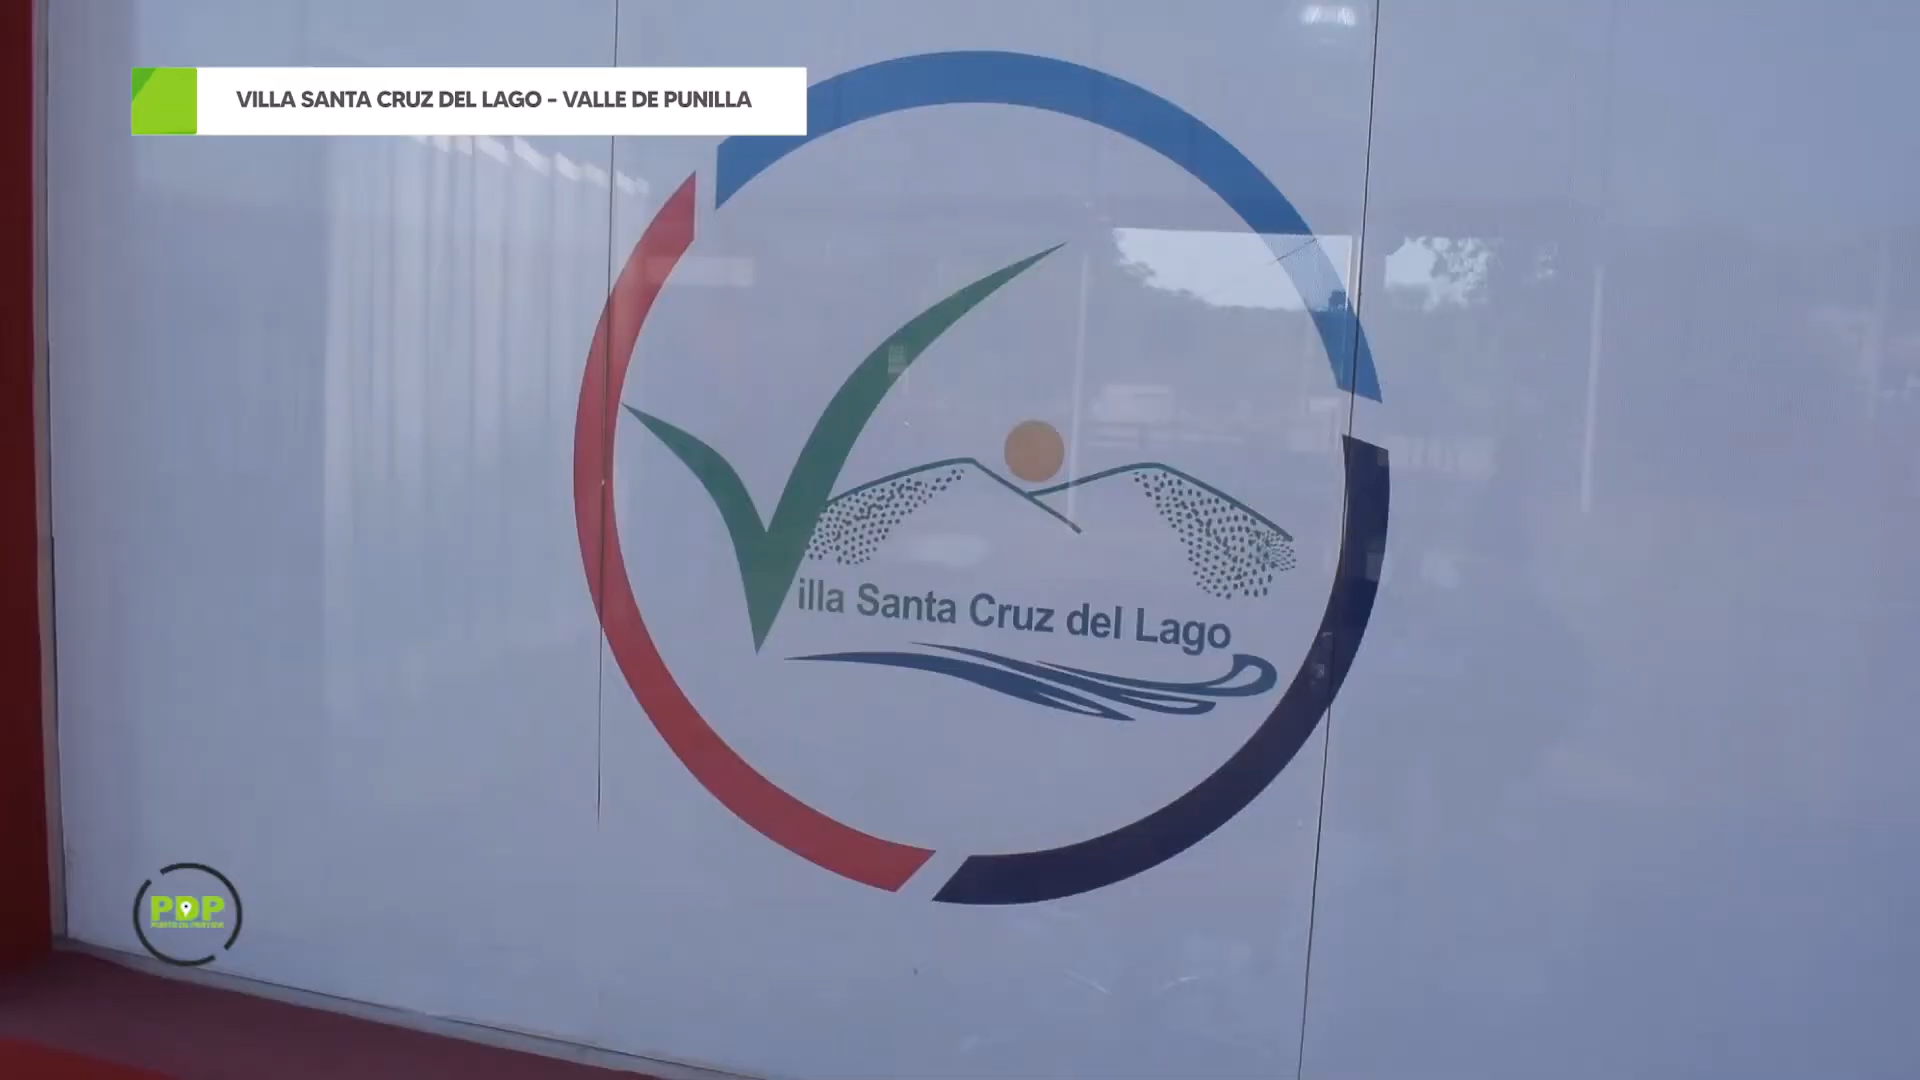 VILLA SANTA CRUZ DEL LAGO - VALLE DE PUNILLA
Villa Santa Cruz del Lago
PDP